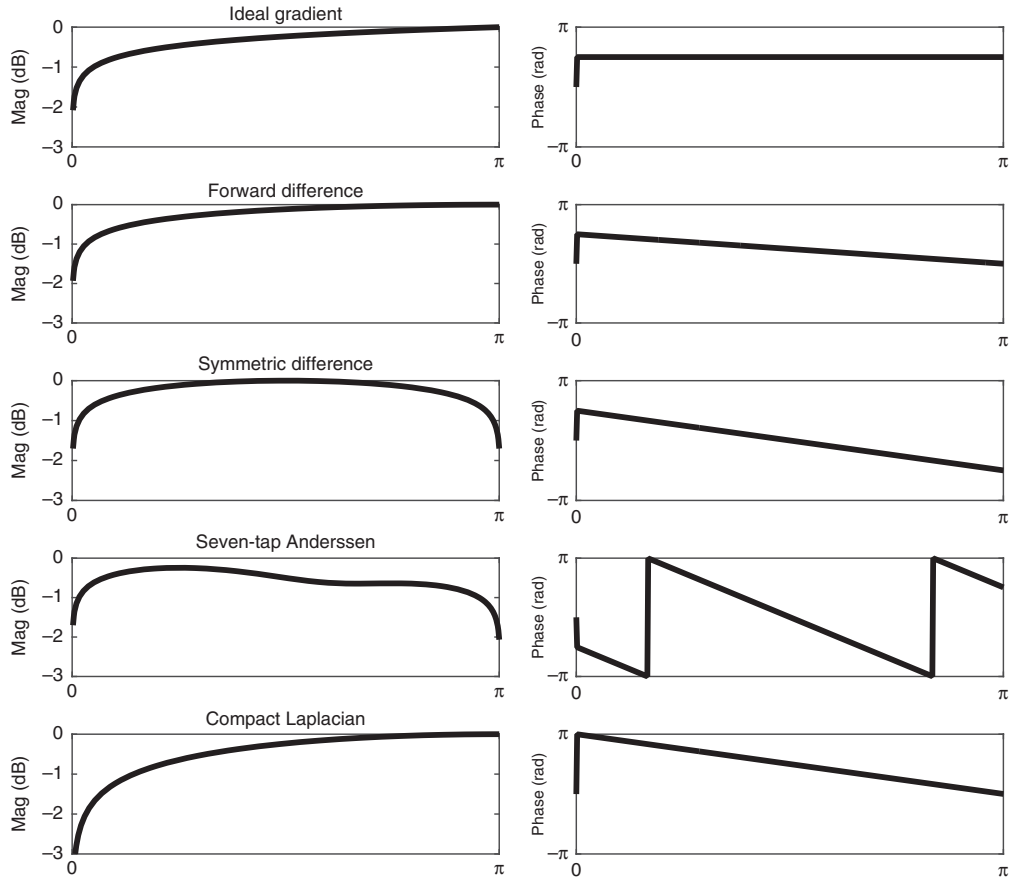 Ideal gradient
Mag (dB)
0
−1
−2
−3
0
π
Phase (rad)
π
−π
0
π
Forward difference
Mag (dB)
0
−1
−2
−3
0
π
Phase (rad)
π
−π
0
π
Symmetric difference
Mag (dB)
0
−1
−2
−3
0
π
Phase (rad)
π
−π
0
π
Seven-tap Anderssen
Mag (dB)
0
−1
−2
−3
0
π
Phase (rad)
π
−π
0
π
Compact Laplacian
Mag (dB)
0
−1
−2
−3
0
π
Phase (rad)
π
−π
0
π